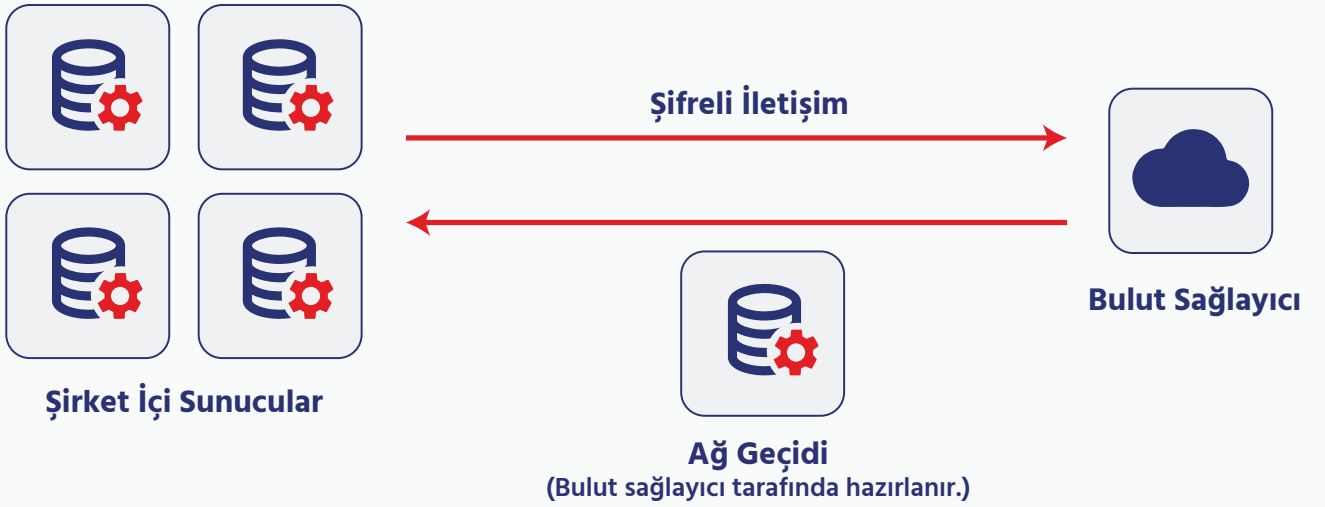 Şifreli İletişim
Bulut Sağlayıcı
Şirket İçi Sunucular
Ağ Geçidi
(Bulut sağlayıcı tarafında hazırlanır.)